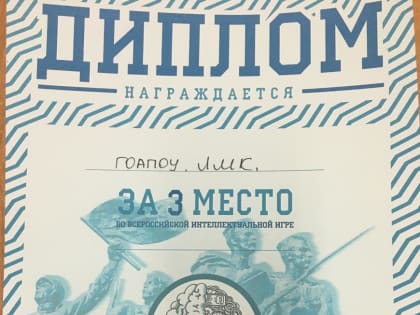 ДИПЛОМ
НАГРАЖДАЕТСЯ
ГОАПОУ. ЛМК.
ЗА 3 МЕСТО
ВО ВСЕРОССИЙСКОЙ ИНТЕЛЛЕКТУАЛЬНОЙ ИГРЕ